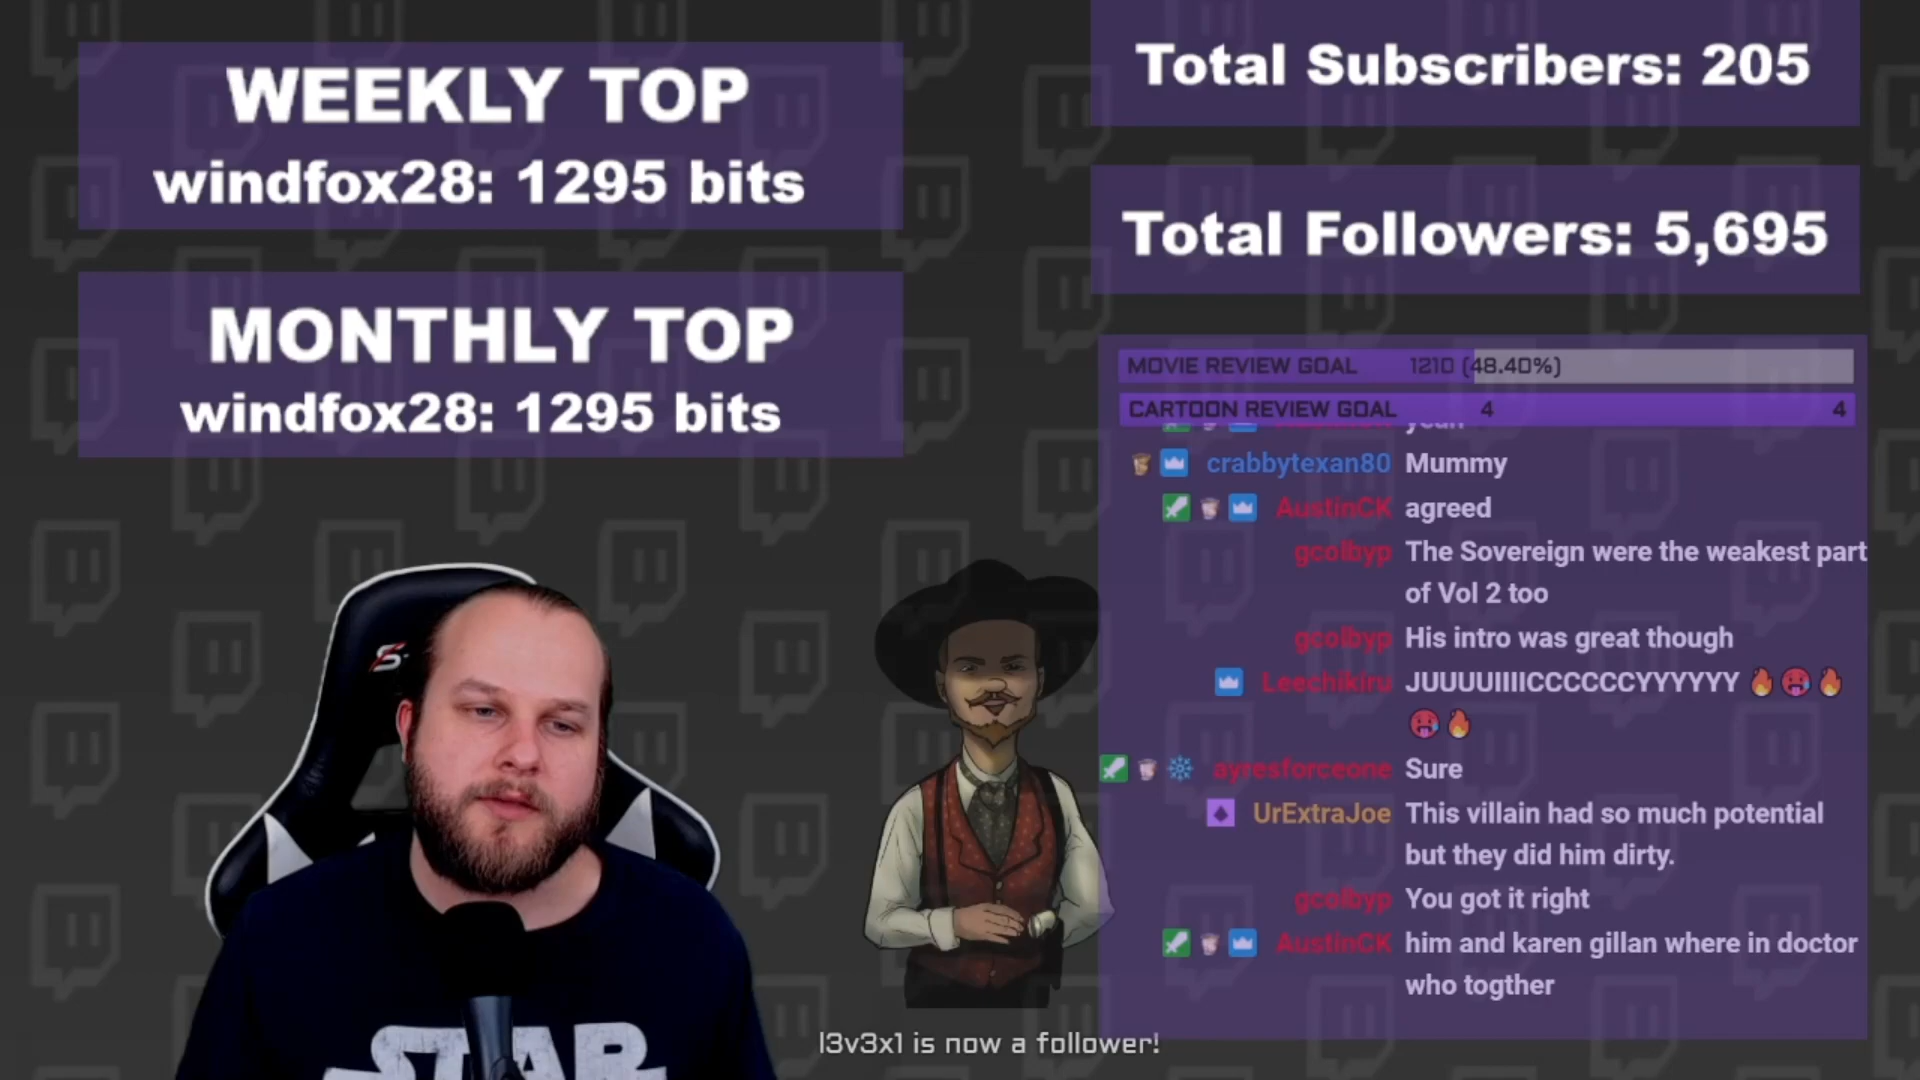 WEEKLY TOP
windfox28: 1295 bits
MONTHLY TOP
windfox28: 1295 bits
Total Subscribers: 205
Total Followers: 5,695
MOVIE REVIEW GOAL 1210 (48.40%)
CARTOON REVIEW GOAL 4 4
yeah
crabbytexan80 Mummy
AustinCK agreed
gcolbyp The Sovereign were the weakest part
of Vol 2 too
gcolbyp His intro was great though
Leechikiru JUUUUIIIICCCCCCYYYYYY 🔥🥵🔥
🥵🔥
ayresforceone Sure
UrExtraJoe This villain had so much potential
but they did him dirty.
gcolbyp You got it right
AustinCK him and karen gillan where in doctor
who togther
l3v3x1 is now a follower!
STAR